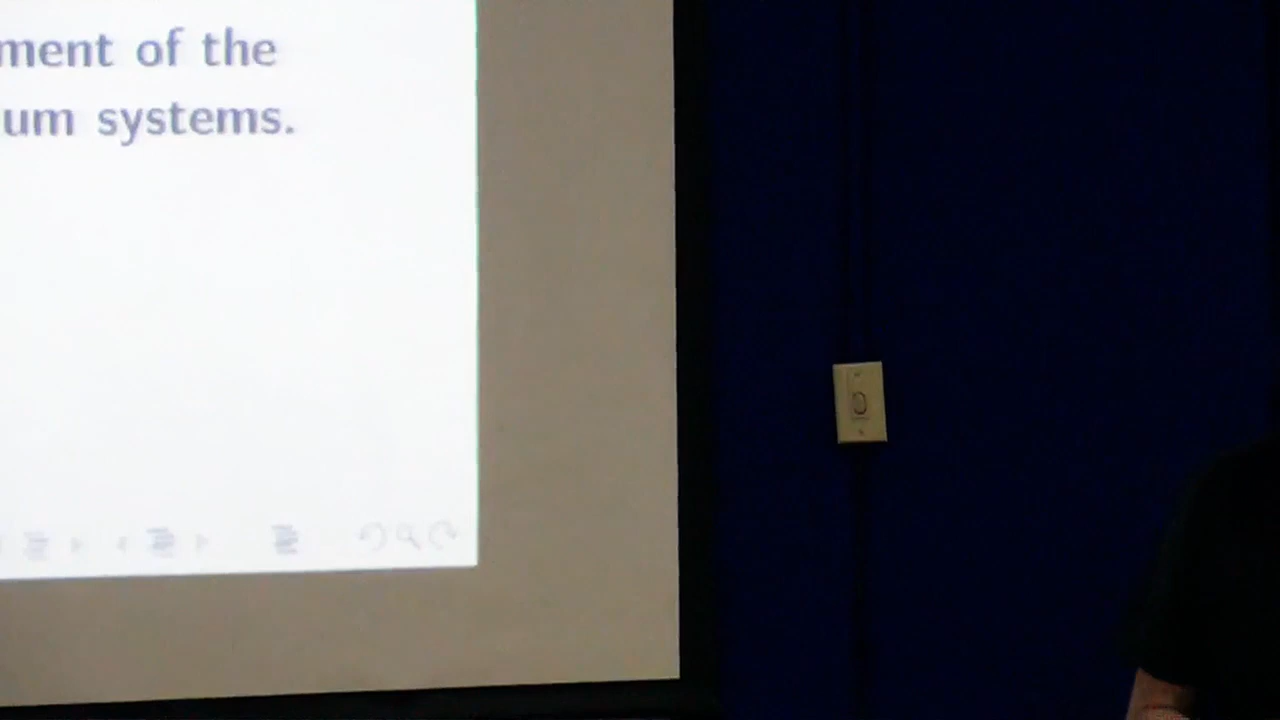 ment of the
um systems.